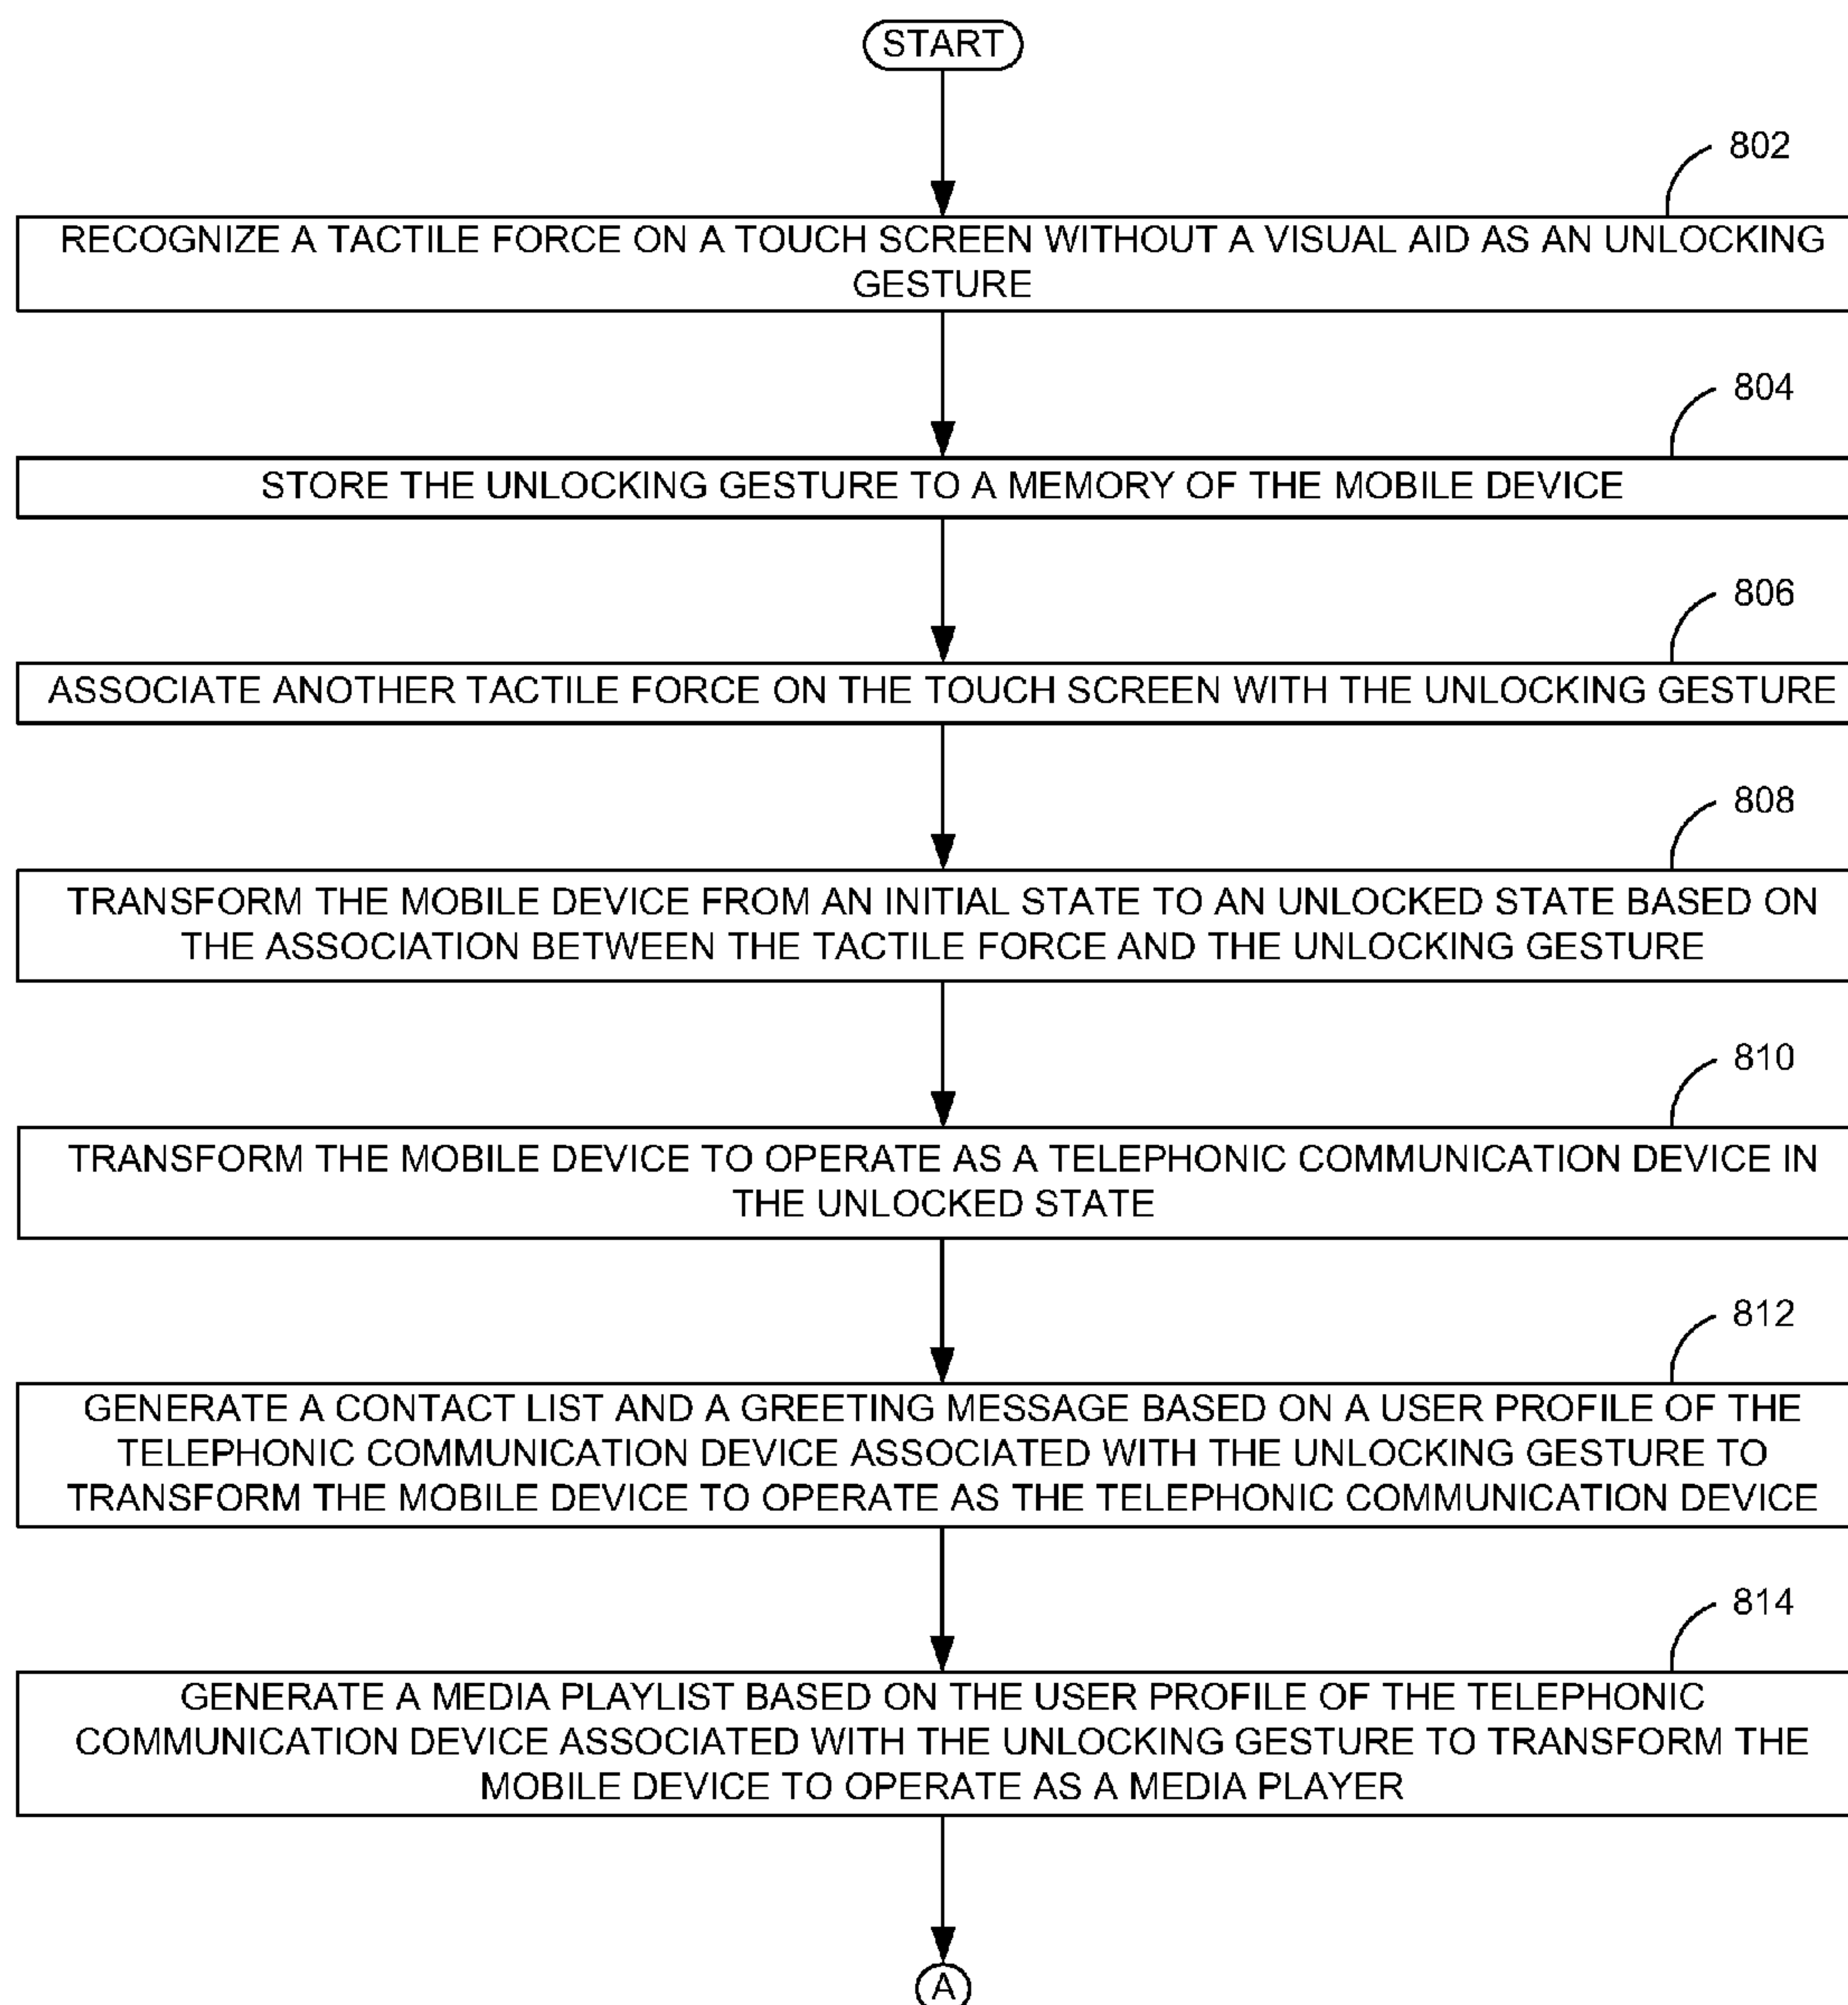 START
802
RECOGNIZE A TACTILE FORCE ON A TOUCH SCREEN WITHOUT A VISUAL AID AS AN UNLOCKING
GESTURE
804
STORE THE UNLOCKING GESTURE TO A MEMORY OF THE MOBILE DEVICE
806
ASSOCIATE ANOTHER TACTILE FORCE ON THE TOUCH SCREEN WITH THE UNLOCKING GESTURE
808
TRANSFORM THE MOBILE DEVICE FROM AN INITIAL STATE TO AN UNLOCKED STATE BASED ON
THE ASSOCIATION BETWEEN THE TACTILE FORCE AND THE UNLOCKING GESTURE
810
TRANSFORM THE MOBILE DEVICE TO OPERATE AS A TELEPHONIC COMMUNICATION DEVICE IN
THE UNLOCKED STATE
812
GENERATE A CONTACT LIST AND A GREETING MESSAGE BASED ON A USER PROFILE OF THE
TELEPHONIC COMMUNICATION DEVICE ASSOCIATED WITH THE UNLOCKING GESTURE TO
TRANSFORM THE MOBILE DEVICE TO OPERATE AS THE TELEPHONIC COMMUNICATION DEVICE
814
GENERATE A MEDIA PLAYLIST BASED ON THE USER PROFILE OF THE TELEPHONIC
COMMUNICATION DEVICE ASSOCIATED WITH THE UNLOCKING GESTURE TO TRANSFORM THE
MOBILE DEVICE TO OPERATE AS A MEDIA PLAYER
A